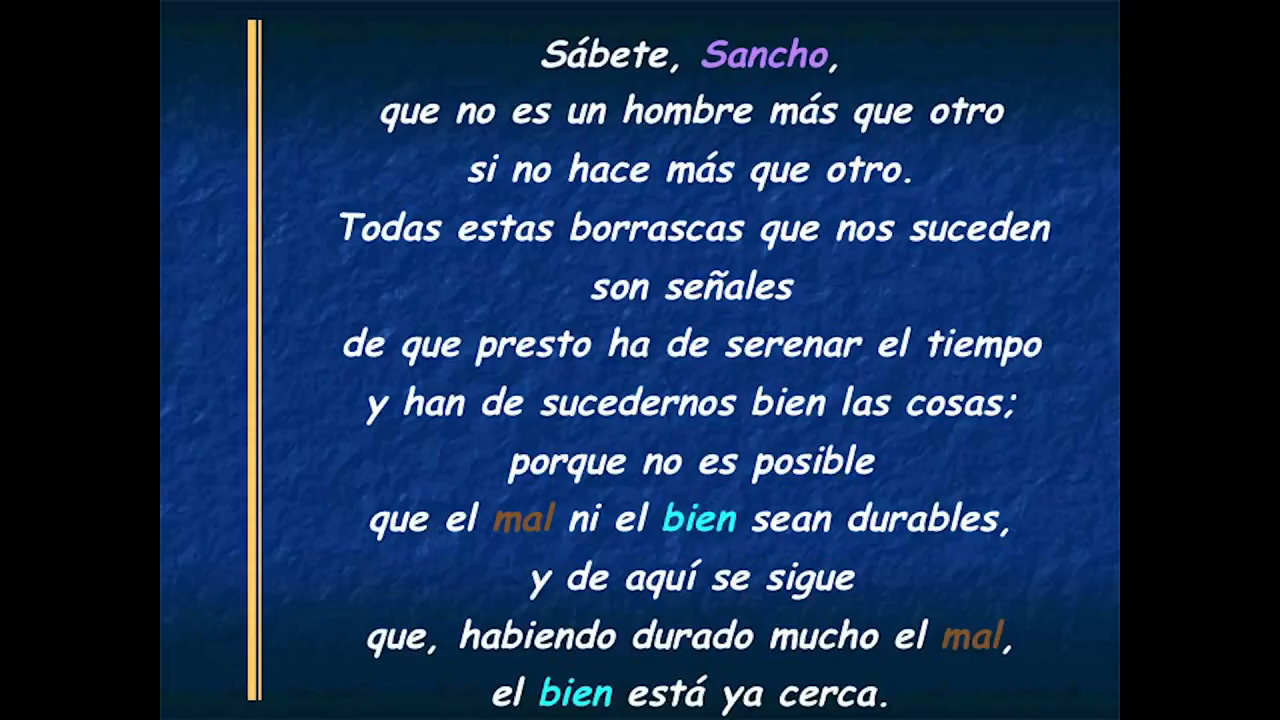 Sábete, Sancho,
que no es un hombre más que otro
si no hace más que otro.
Todas estas borrascas que nos suceden
son señales
de que presto ha de serenar el tiempo
y han de sucedernos bien las cosas;
porque no es posible
que el mal ni el bien sean durables,
y de aquí se sigue
que, habiendo durado mucho el mal,
el bien está ya cerca.